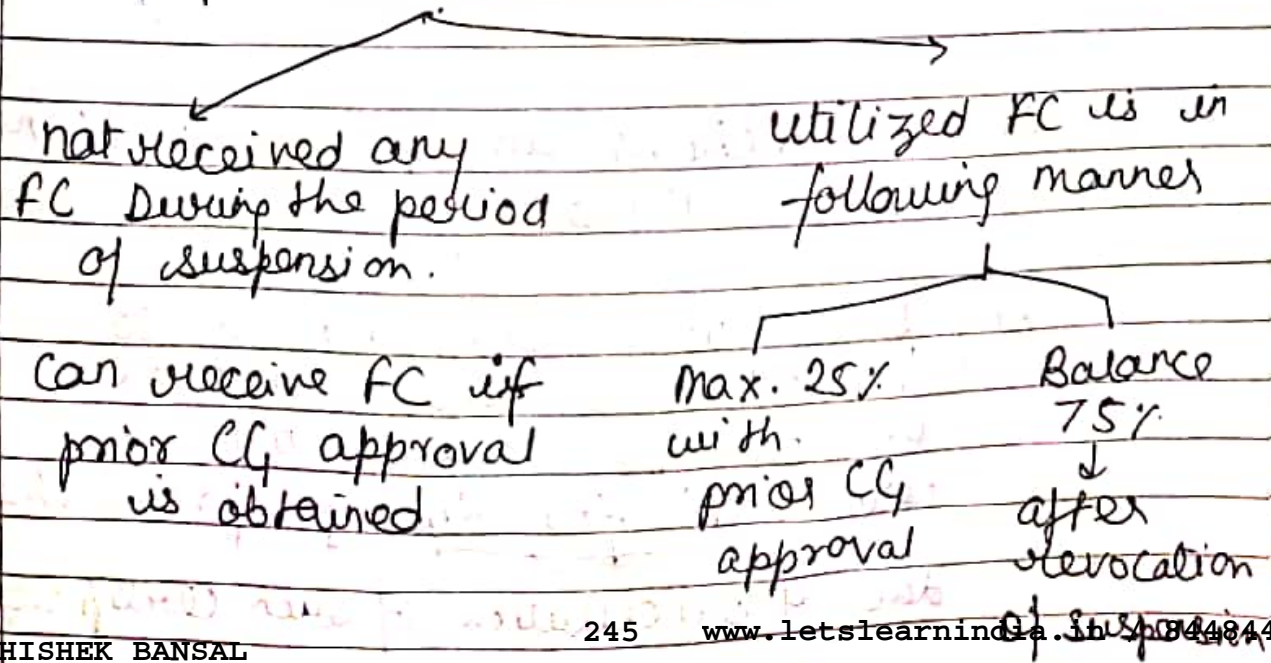 not received any
FC During the period
of suspension.
can receive FC if
prior CG approval
is obtained
utilized FC is in
following manner
Max. 25%
with.
prior CG
approval
Balance
75%
after
revocation
of suspension
HISHEK BANSAL
245
www.letslearnindia.in / 844844